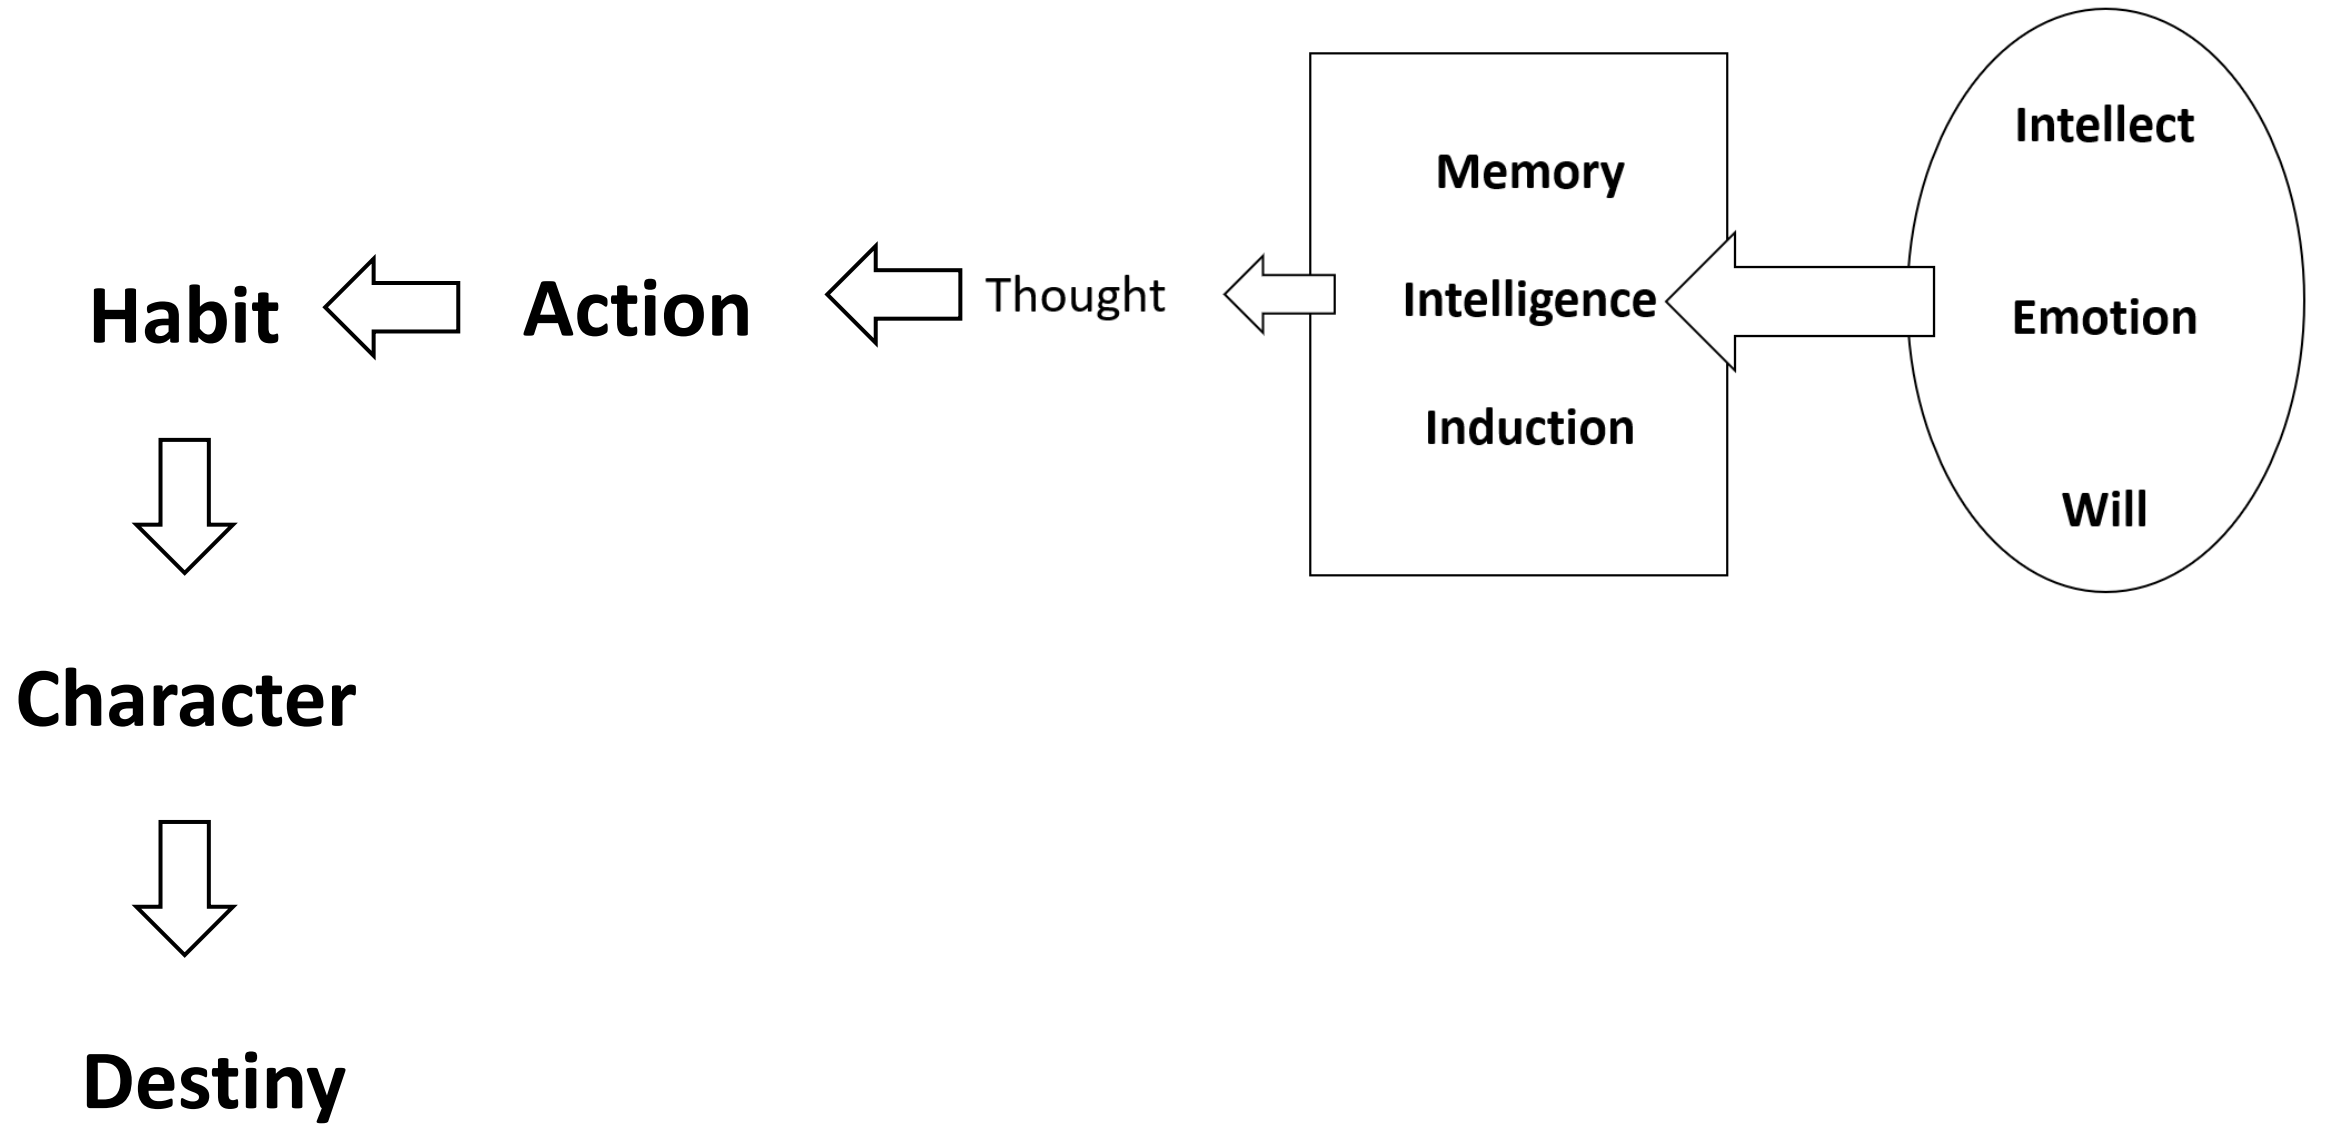 Intellect
Memory
Intelligence
Emotion
Habit
Action
Thought
Induction
Will
Character
Destiny